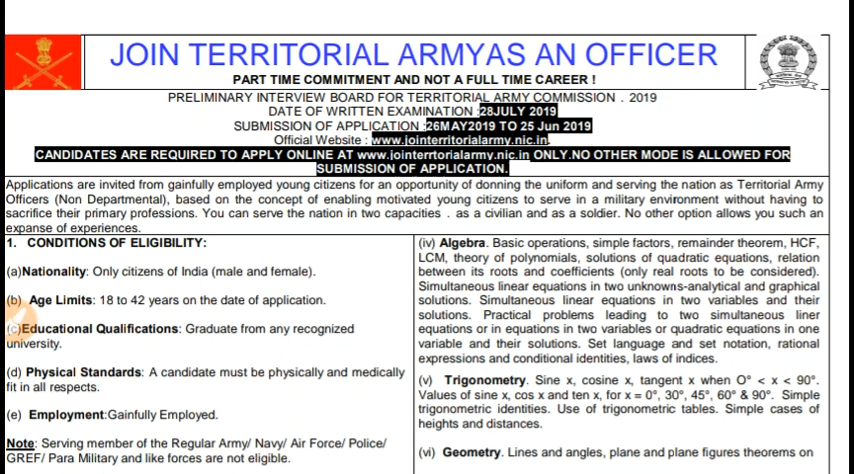 JOIN TERRITORIAL ARMYAS AN OFFICER
PART TIME COMMITMENT AND NOT A FULL TIME CAREER !
PRELIMINARY INTERVIEW BOARD FOR TERRITORIAL ARMY COMMISSION . 2019
DATE OF WRITTEN EXAMINATION :28JULY 2019
SUBMISSION OF APPLICATION :26MAY2019 TO 25 Jun 2019
Official Website : www.jointerritorialarmy.nic.in.
CANDIDATES ARE REQUIRED TO APPLY ONLINE AT www.jointerrtorialarmy.nic.in ONLY.NO OTHER MODE IS ALLOWED FOR
SUBMISSION OF APPLICATION.
Applications are invited from gainfully employed young citizens for an opportunity of donning the uniform and serving the nation as Territorial Army
Officers (Non Departmental), based on the concept of enabling motivated young citizens to serve in a military environment without having to
sacrifice their primary professions. You can serve the nation in two capacities . as a civilian and as a soldier. No other option allows you such an
expanse of experiences.
1. CONDITIONS OF ELIGIBILITY:
(a)Nationality: Only citizens of India (male and female).
(b) Age Limits: 18 to 42 years on the date of application.
(c)Educational Qualifications: Graduate from any recognized
university.
(d) Physical Standards: A candidate must be physically and medically
fit in all respects.
(e) Employment:Gainfully Employed.
Note: Serving member of the Regular Army/ Navy/ Air Force/ Police/
GREF/ Para Military and like forces are not eligible.
(iv) Algebra. Basic operations, simple factors, remainder theorem, HCF,
LCM, theory of polynomials, solutions of quadratic equations, relation
between its roots and coefficients (only real roots to be considered).
Simultaneous linear equations in two unknowns-analytical and graphical
solutions. Simultaneous linear equations in two variables and their
solutions. Practical problems leading to two simultaneous liner
equations or in equations in two variables or quadratic equations in one
variable and their solutions. Set language and set notation, rational
expressions and conditional identities, laws of indices.
(v) Trigonometry. Sine x, cosine x, tangent x when O° < x < 90°.
Values of sine x, cos x and ten x, for x = 0°, 30°, 45°, 60° & 90°. Simple
trigonometric identities. Use of trigonometric tables. Simple cases of
heights and distances.
(vi) Geometry. Lines and angles, plane and plane figures theorems on